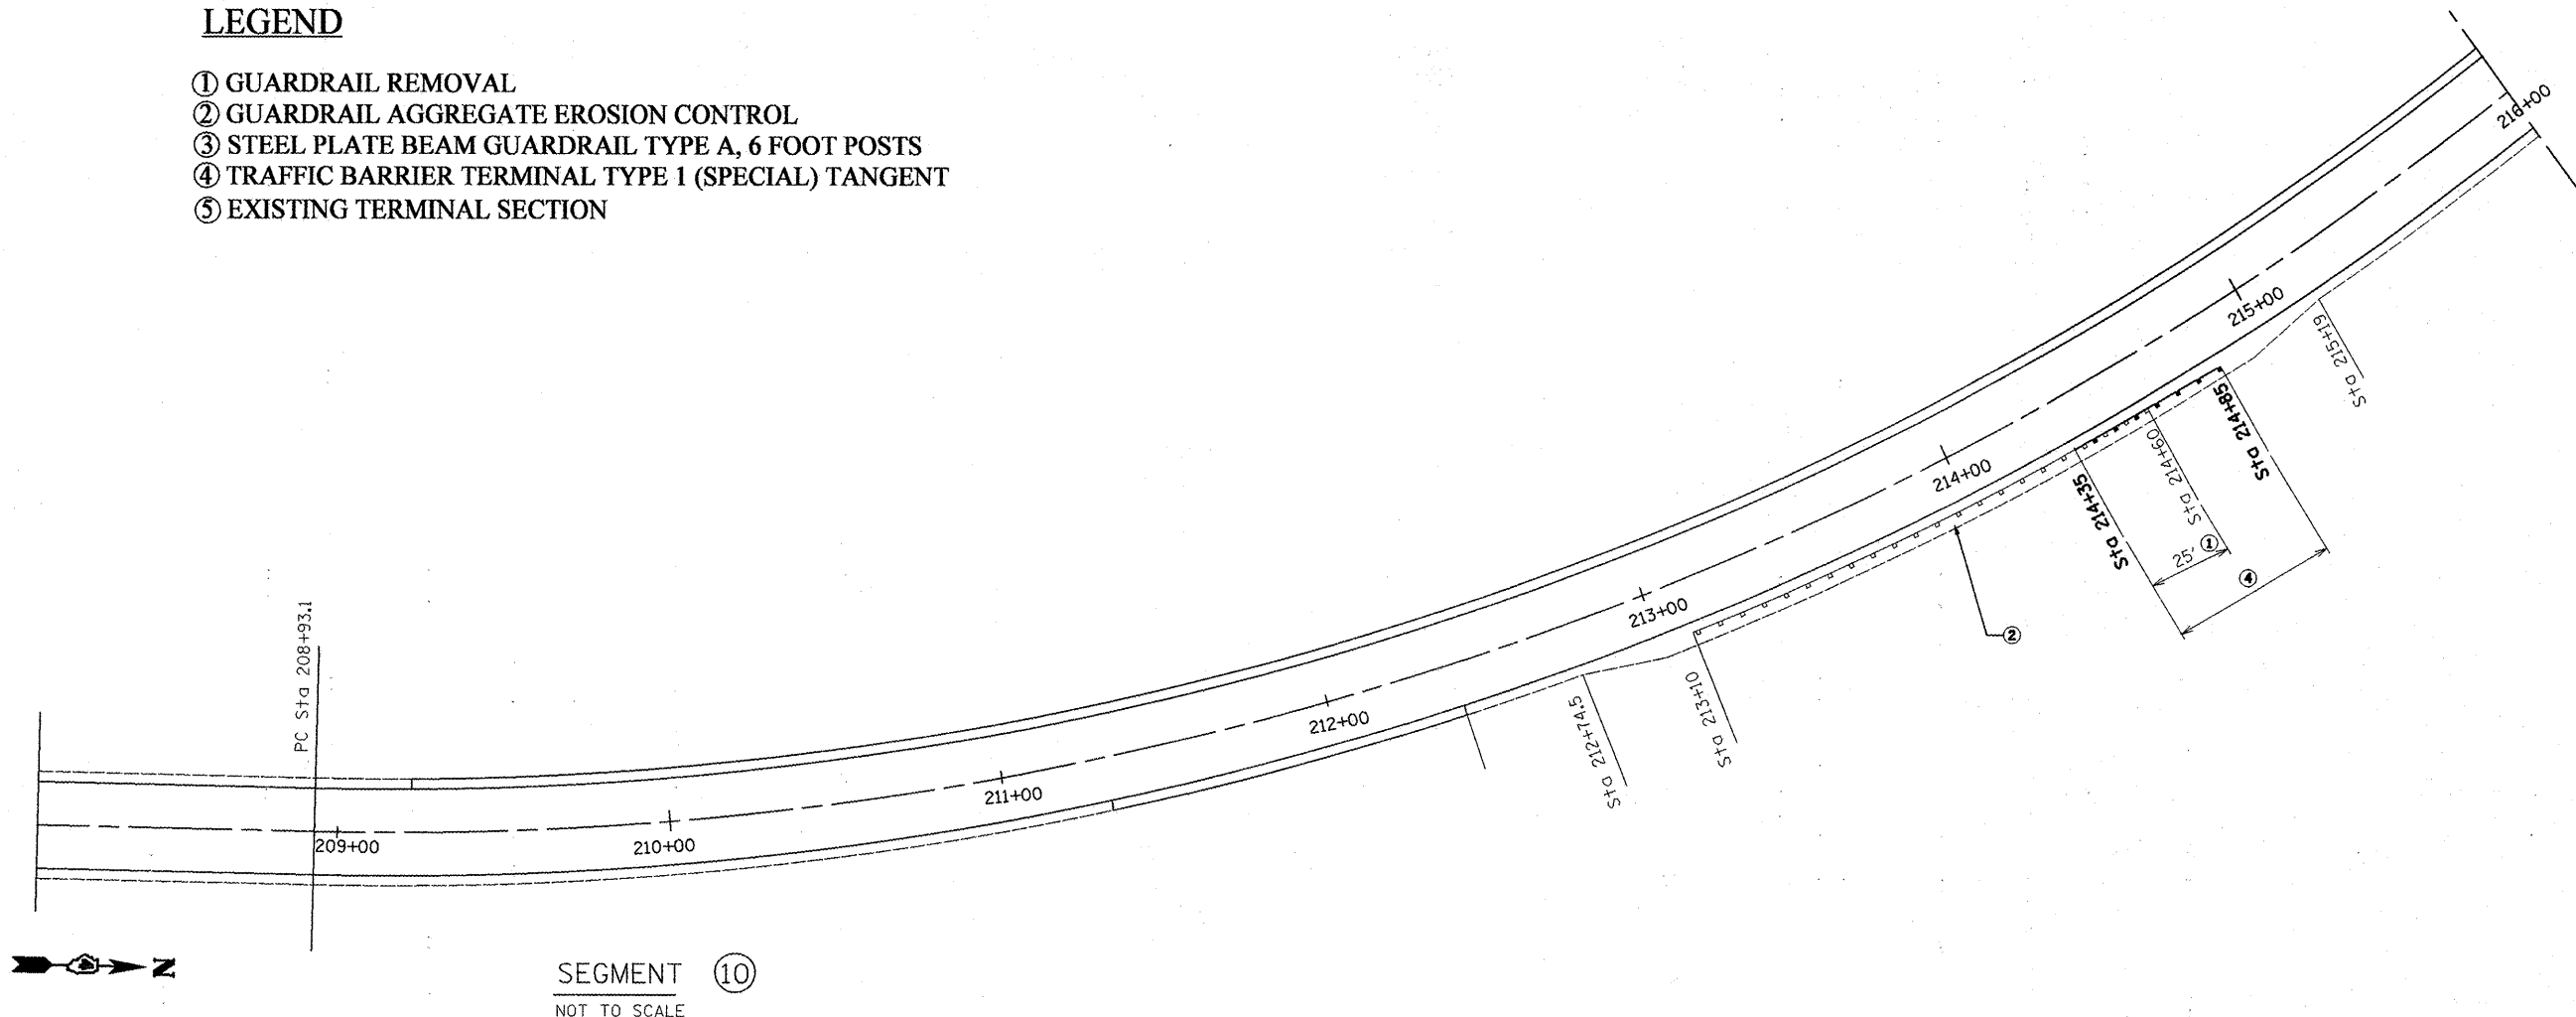 LEGEND
① GUARDRAIL REMOVAL
② GUARDRAIL AGGREGATE EROSION CONTROL
③ STEEL PLATE BEAM GUARDRAIL TYPE A, 6 FOOT POSTS
④ TRAFFIC BARRIER TERMINAL TYPE 1 (SPECIAL) TANGENT
⑤ EXISTING TERMINAL SECTION
PC Sta 208+93.1
209+00
210+00
211+00
212+00
213+00
214+00
215+00
216+00
Sta 212+74.5
Sta 213+10
②
Sta 214+35
Sta 214+60
Sta 214+85
Sta 215+19
25' ①
④
N
SEGMENT ⑩
NOT TO SCALE